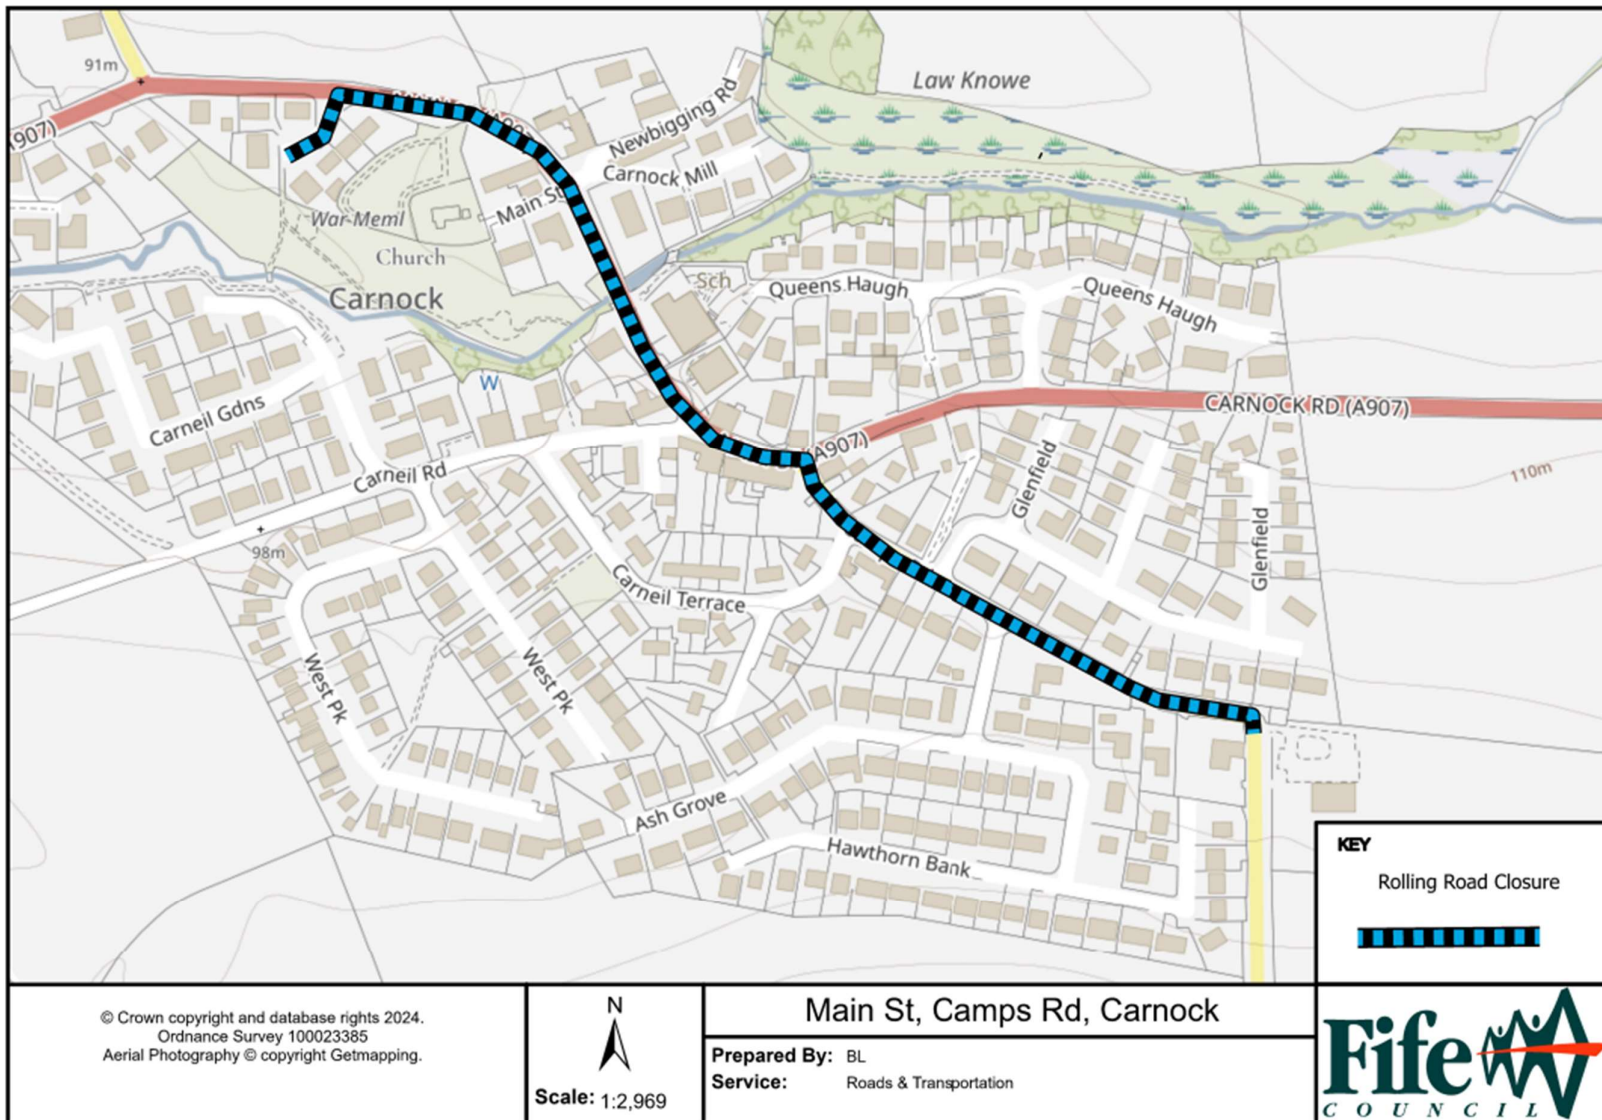 91m
Law Knowe
907)
Newbigging Rd
Carnock Mill
Main St
War Meml
Church
Sch
Carnock
Queens Haugh
Queens Haugh
W
CARNOCK RD (A907)
Carneil Gdns
(A907)
Carneil Rd
Glenfield
110m
Glenfield
98m
Carneil Terrace
West Pk
West Pk
Ash Grove
Hawthorn Bank
KEY
Rolling Road Closure
© Crown copyright and database rights 2024.
Ordnance Survey 100023385
Aerial Photography © copyright Getmapping.
N
Scale: 1:2,969
Main St, Camps Rd, Carnock
Prepared By: BL
Service: Roads & Transportation
Fife
COUNCIL